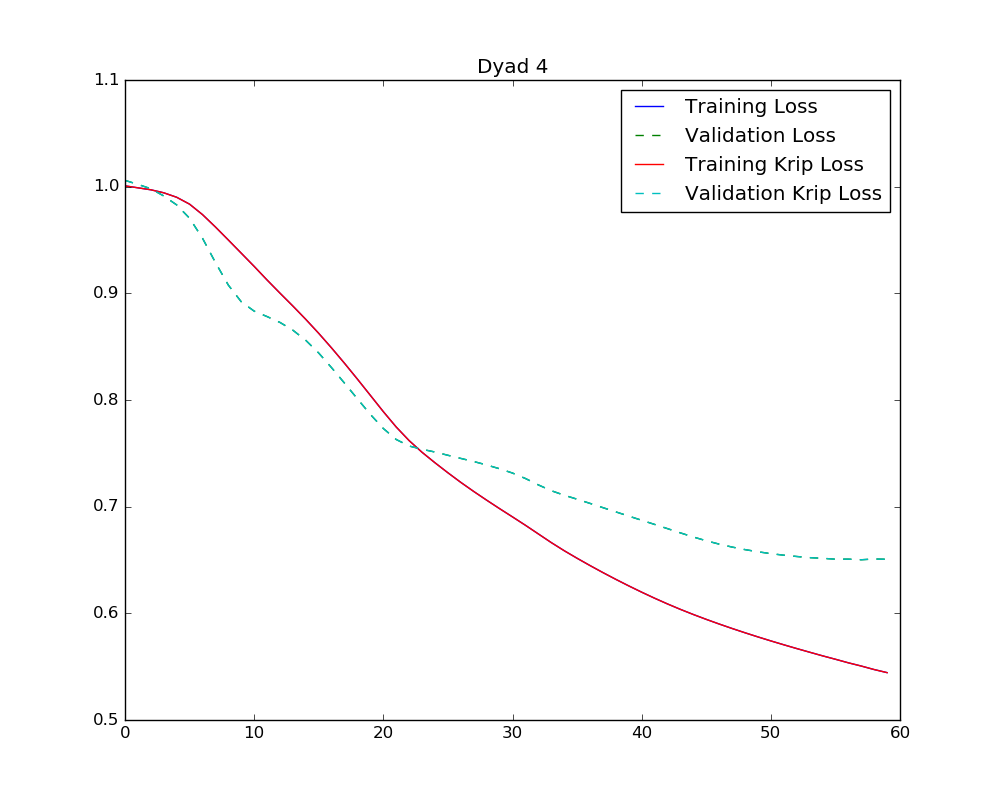 Dyad 4
1.1
1.0
0.9
0.8
0.7
0.6
0.5
Training Loss
Validation Loss
Training Krip Loss
Validation Krip Loss
0 10 20 30 40 50 60